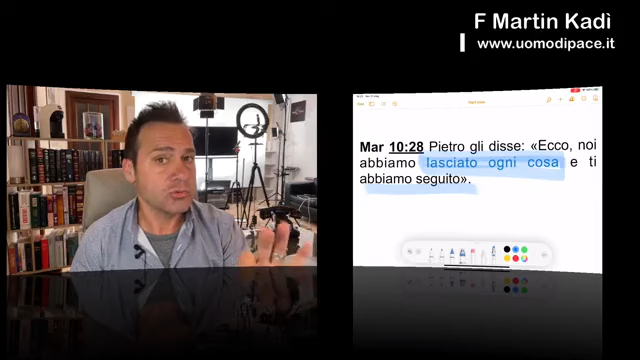 F Martin Kadì
www.uomodipace.it
Mar 10:28 Pietro gli disse: «Ecco, noi
abbiamo lasciato ogni cosa e ti
abbiamo seguito».